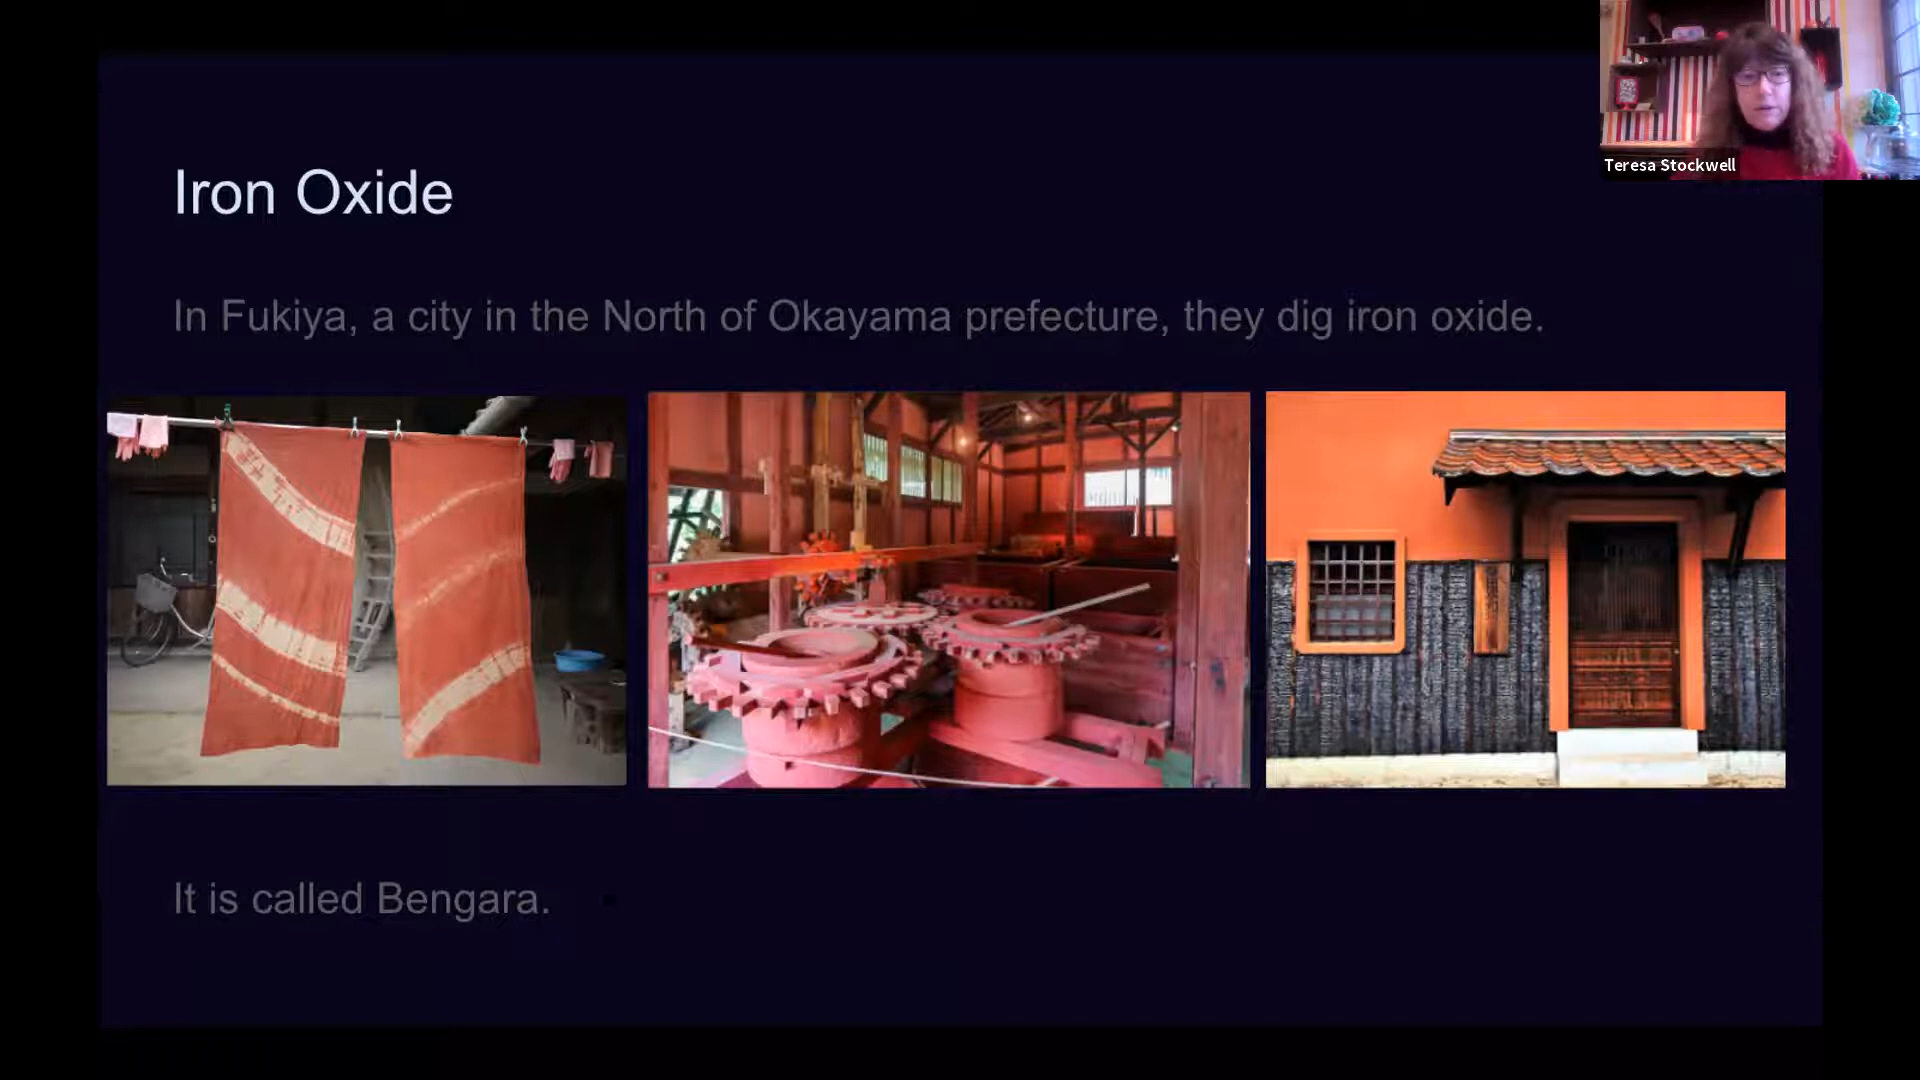 Teresa Stockwell
Iron Oxide
In Fukiya, a city in the North of Okayama prefecture, they dig iron oxide.
It is called Bengara.